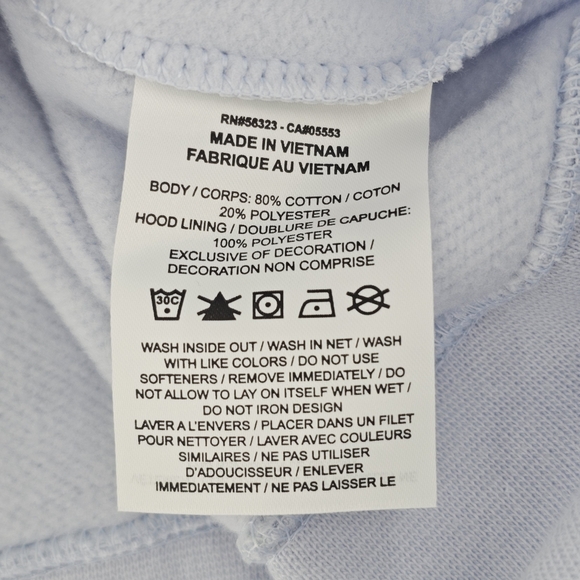 RN#56323 - CA#05553
MADE IN VIETNAM
FABRIQUE AU VIETNAM
BODY / CORPS: 80% COTTON / COTON
20% POLYESTER
HOOD LINING / DOUBLURE DE CAPUCHE:
100% POLYESTER
EXCLUSIVE OF DECORATION /
DECORATION NON COMPRISE
30C
WASH INSIDE OUT / WASH IN NET / WASH
WITH LIKE COLORS / DO NOT USE
SOFTENERS / REMOVE IMMEDIATELY / DO
NOT ALLOW TO LAY ON ITSELF WHEN WET /
DO NOT IRON DESIGN
LAVER A L'ENVERS / PLACER DANS UN FILET
POUR NETTOYER / LAVER AVEC COULEURS
SIMILAIRES / NE PAS UTILISER
D'ADOUCISSEUR / ENLEVER
IMMEDIATEMENT / NE PAS LAISSER LE